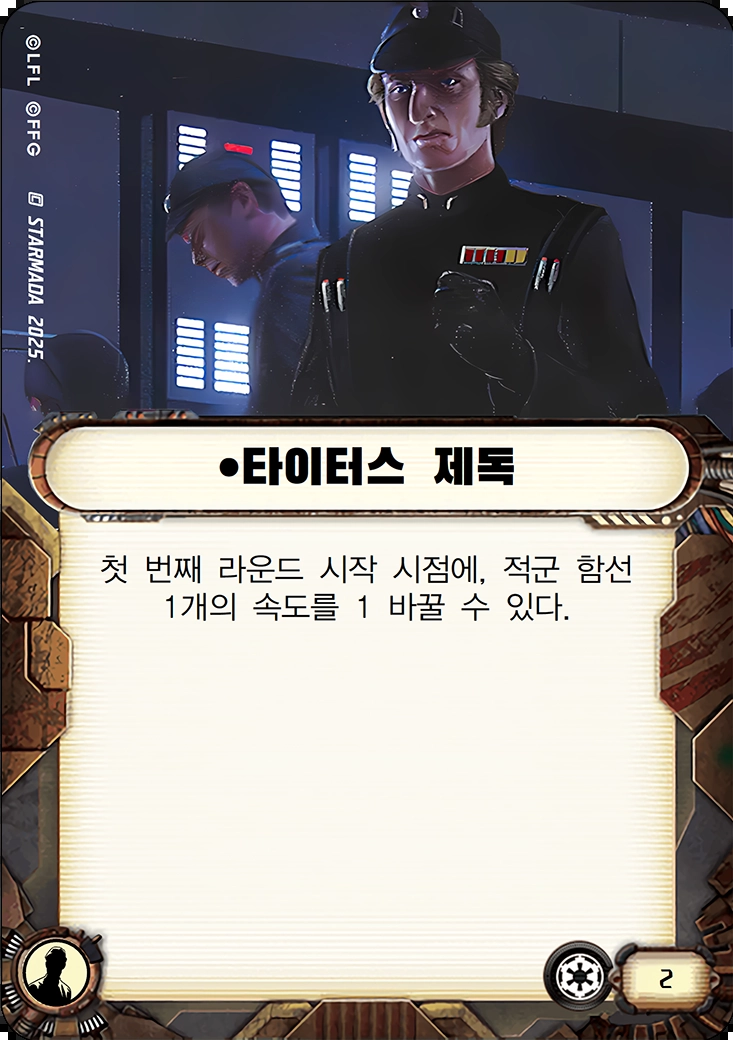 ©LFL ©FFG
STARMADA 2025.
•타이터스 제독
첫 번째 라운드 시작 시점에, 적군 함선
1개의 속도를 1 바꿀 수 있다.
2